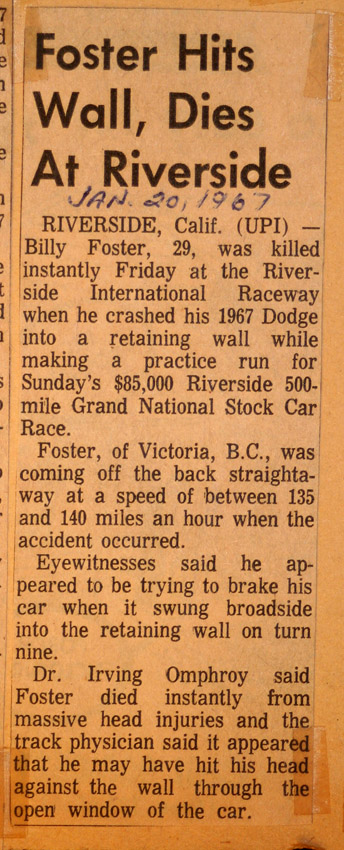 Foster Hits
Wall, Dies
At Riverside
JAN. 20, 1967
RIVERSIDE, Calif. (UPI) —
Billy Foster, 29, was killed
instantly Friday at the River-
side International Raceway
when he crashed his 1967 Dodge
into a retaining wall while
making a practice run for
Sunday's $85,000 Riverside 500-
mile Grand National Stock Car
Race.
Foster, of Victoria, B.C., was
coming off the back straighta-
way at a speed of between 135
and 140 miles an hour when the
accident occurred.
Eyewitnesses said he ap-
peared to be trying to brake his
car when it swung broadside
into the retaining wall on turn
nine.
Dr. Irving Omphroy said
Foster died instantly from
massive head injuries and the
track physician said it appeared
that he may have hit his head
against the wall through the
open window of the car.